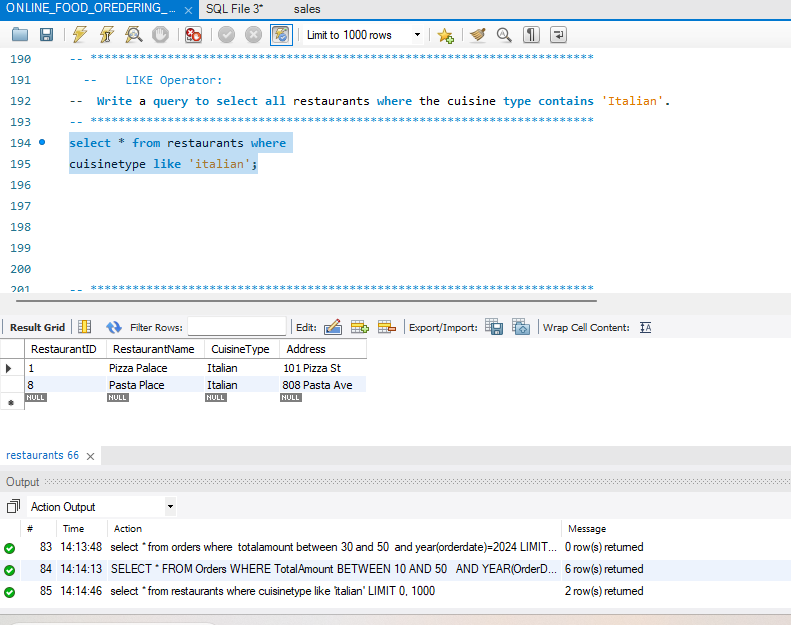 ONLINE_FOOD_OREDERING_... SQL File 3* sales
Limit to 1000 rows
190 -- ************************************************************************
191 -- LIKE Operator:
192 -- Write a query to select all restaurants where the cuisine type contains 'Italian'.
193 -- ************************************************************************
194 select * from restaurants where
195 cuisinetype like 'italian';
196
197
198
199
200
201 -- ************************************************************************
Result Grid Filter Rows: Edit: Export/Import: Wrap Cell Content: IA
RestaurantID RestaurantName CuisineType Address
1 Pizza Palace Italian 101 Pizza St
8 Pasta Place Italian 808 Pasta Ave
NULL NULL NULL NULL
restaurants 66
Output
Action Output
# Time Action Message
83 14:13:48 select * from orders where totalamount between 30 and 50 and year(orderdate)=2024 LIMIT... 0 row(s) returned
84 14:14:13 SELECT * FROM Orders WHERE TotalAmount BETWEEN 10 AND 50 AND YEAR(OrderD... 6 row(s) returned
85 14:14:46 select * from restaurants where cuisinetype like 'italian' LIMIT 0, 1000 2 row(s) returned